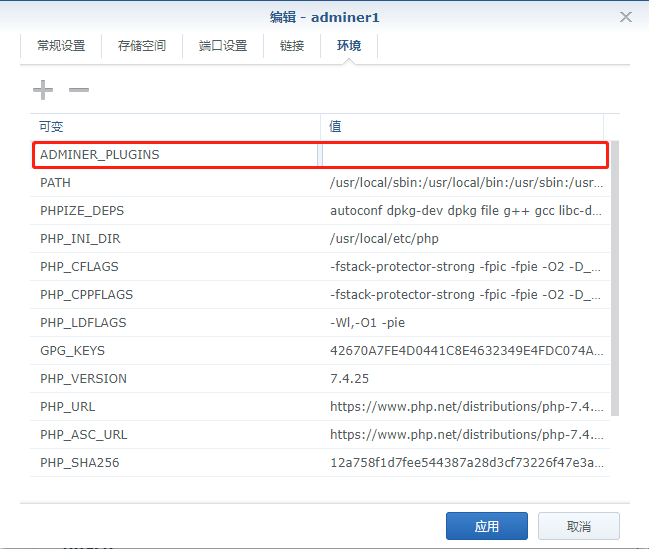 编辑 - adminer1
常规设置 存储空间 端口设置 链接 环境
可变 值
ADMINER_PLUGINS
PATH /usr/local/sbin:/usr/local/bin:/usr/sbin:/usr...
PHPIZE_DEPS autoconf dpkg-dev dpkg file g++ gcc libc-d...
PHP_INI_DIR /usr/local/etc/php
PHP_CFLAGS -fstack-protector-strong -fpic -fpie -O2 -D_...
PHP_CPPFLAGS -fstack-protector-strong -fpic -fpie -O2 -D_...
PHP_LDFLAGS -Wl,-O1 -pie
GPG_KEYS 42670A7FE4D0441C8E4632349E4FDC074A...
PHP_VERSION 7.4.25
PHP_URL https://www.php.net/distributions/php-7.4....
PHP_ASC_URL https://www.php.net/distributions/php-7.4....
PHP_SHA256 12a758f1d7fee544387a28d3cf73226f47e3a...
应用 取消